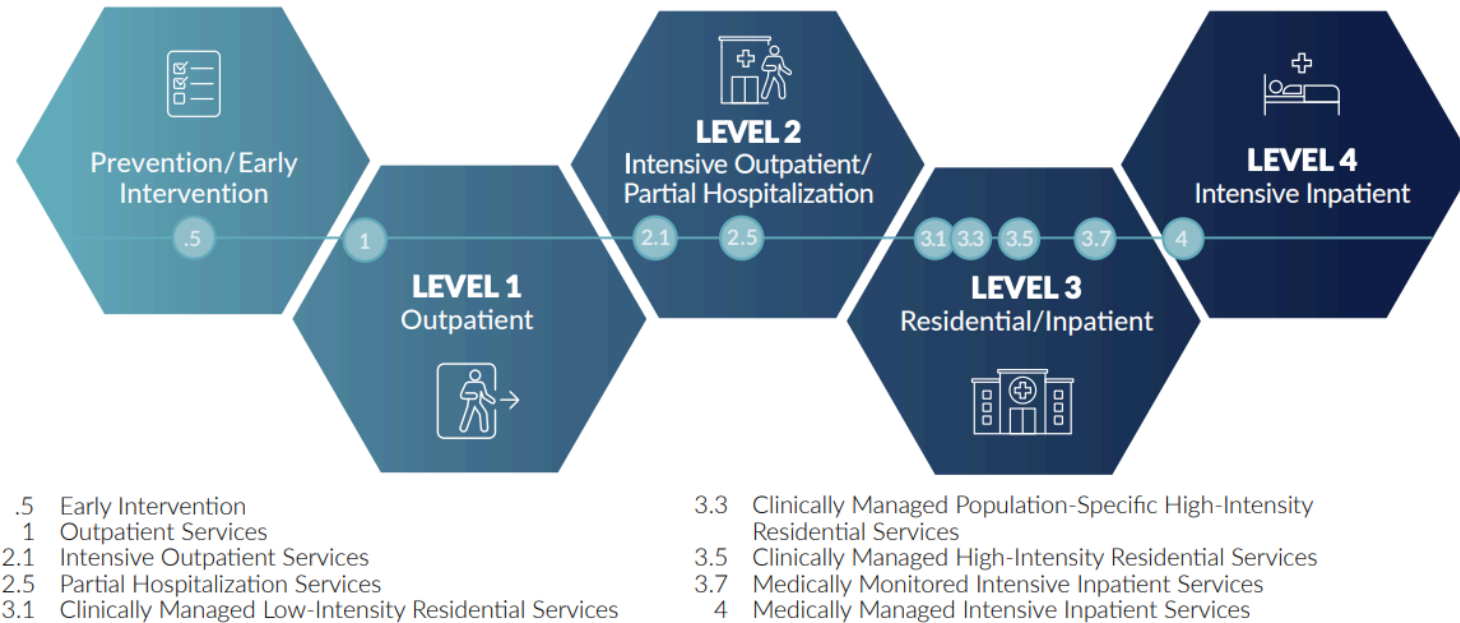 Prevention/Early
Intervention
.5
1
LEVEL 1
Outpatient
LEVEL 2
Intensive Outpatient/
Partial Hospitalization
2.1
2.5
3.1
3.3
3.5
3.7
LEVEL 3
Residential/Inpatient
LEVEL 4
Intensive Inpatient
4
.5 Early Intervention
1 Outpatient Services
2.1 Intensive Outpatient Services
2.5 Partial Hospitalization Services
3.1 Clinically Managed Low-Intensity Residential Services
3.3 Clinically Managed Population-Specific High-Intensity
Residential Services
3.5 Clinically Managed High-Intensity Residential Services
3.7 Medically Monitored Intensive Inpatient Services
4 Medically Managed Intensive Inpatient Services